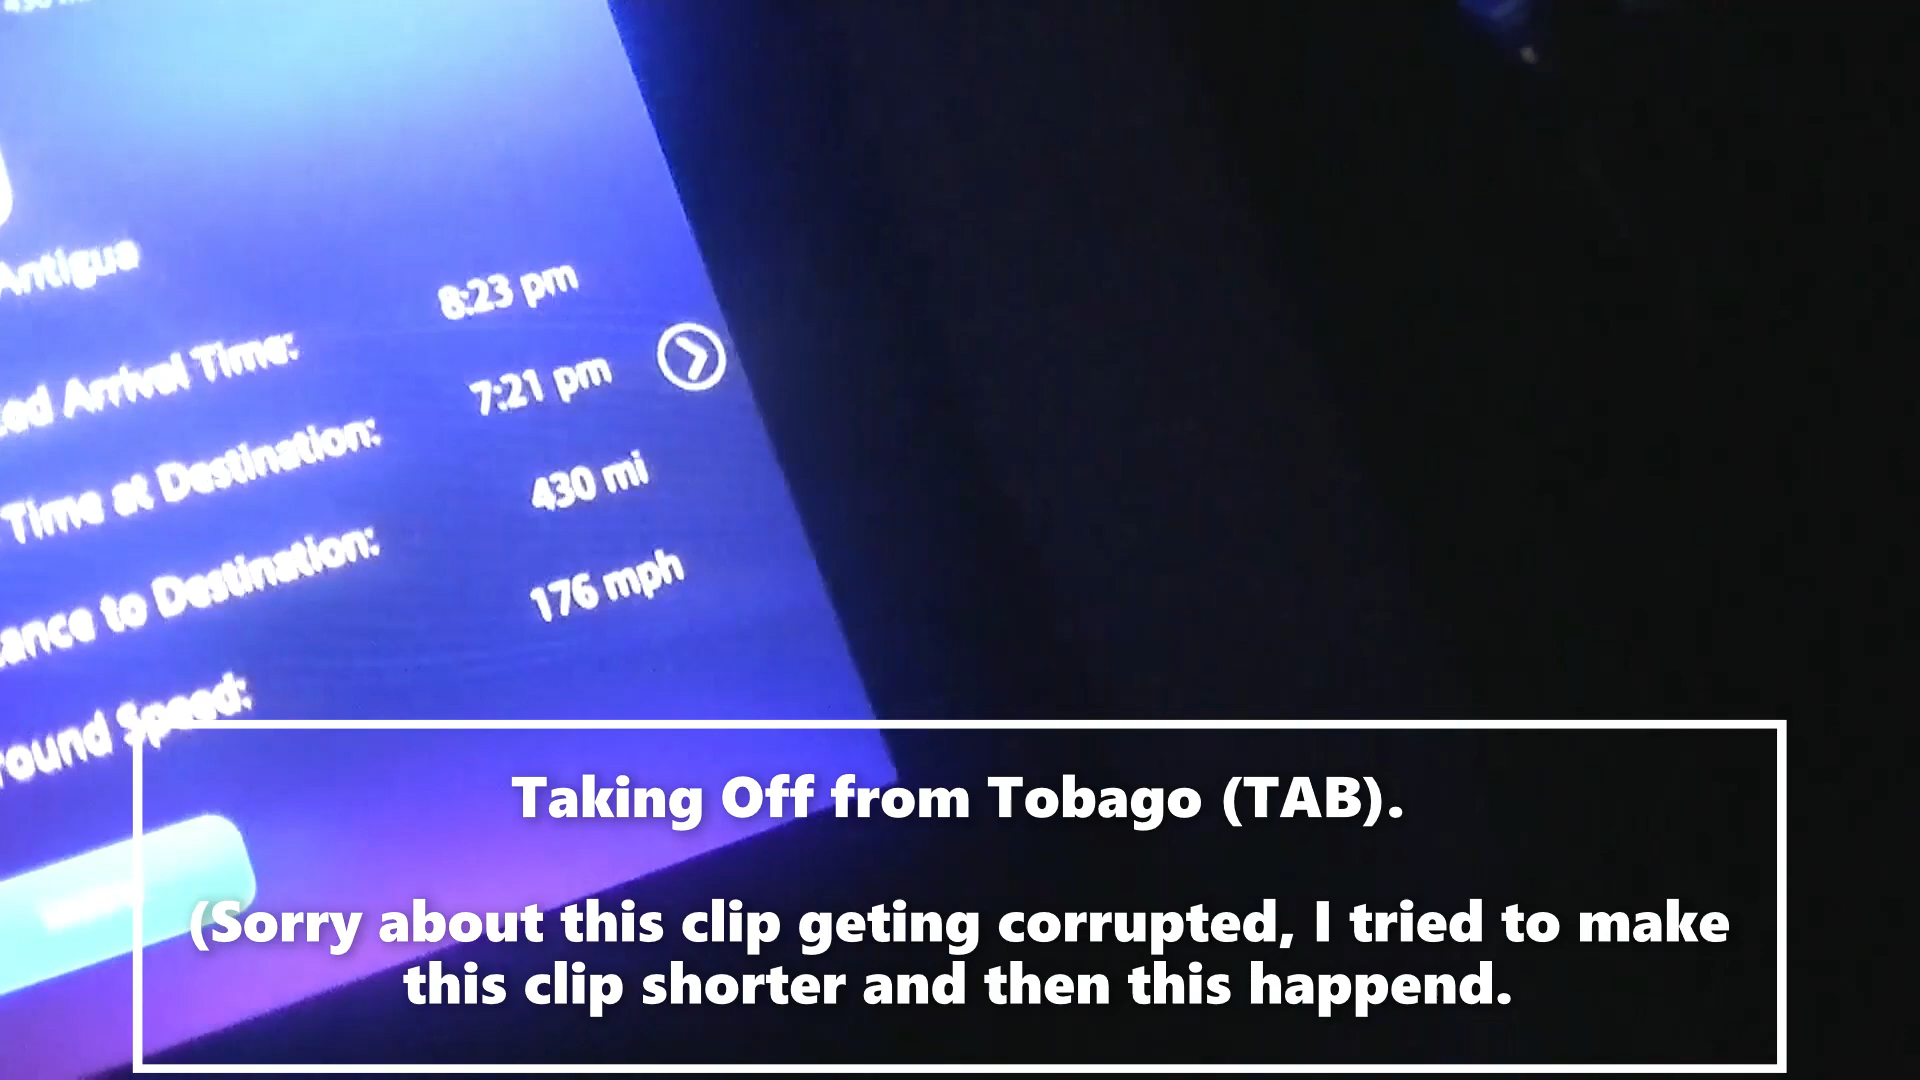 Antigua
Arrival Time:
8:23 pm
Time at Destination:
7:21 pm
to Destination:
430 mi
Speed:
176 mph
Taking Off from Tobago (TAB).
(Sorry about this clip geting corrupted, I tried to make
this clip shorter and then this happend.